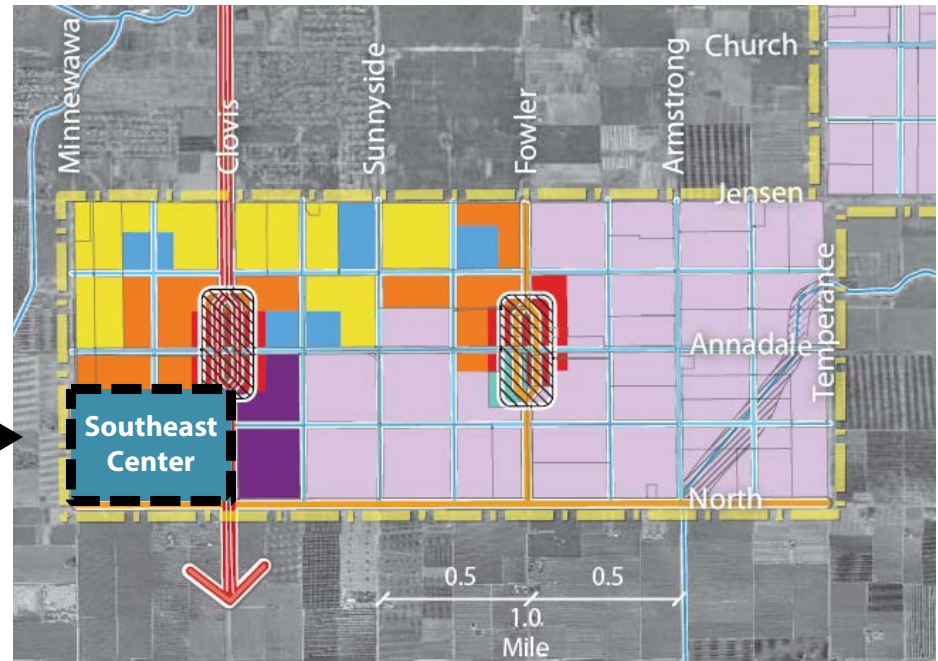 Minnewawa
Clovis
Sunnyside
Fowler
Armstrong
Church
Jensen
Temperance
Annadale
Southeast
Center
North
0.5
0.5
1.0
Mile